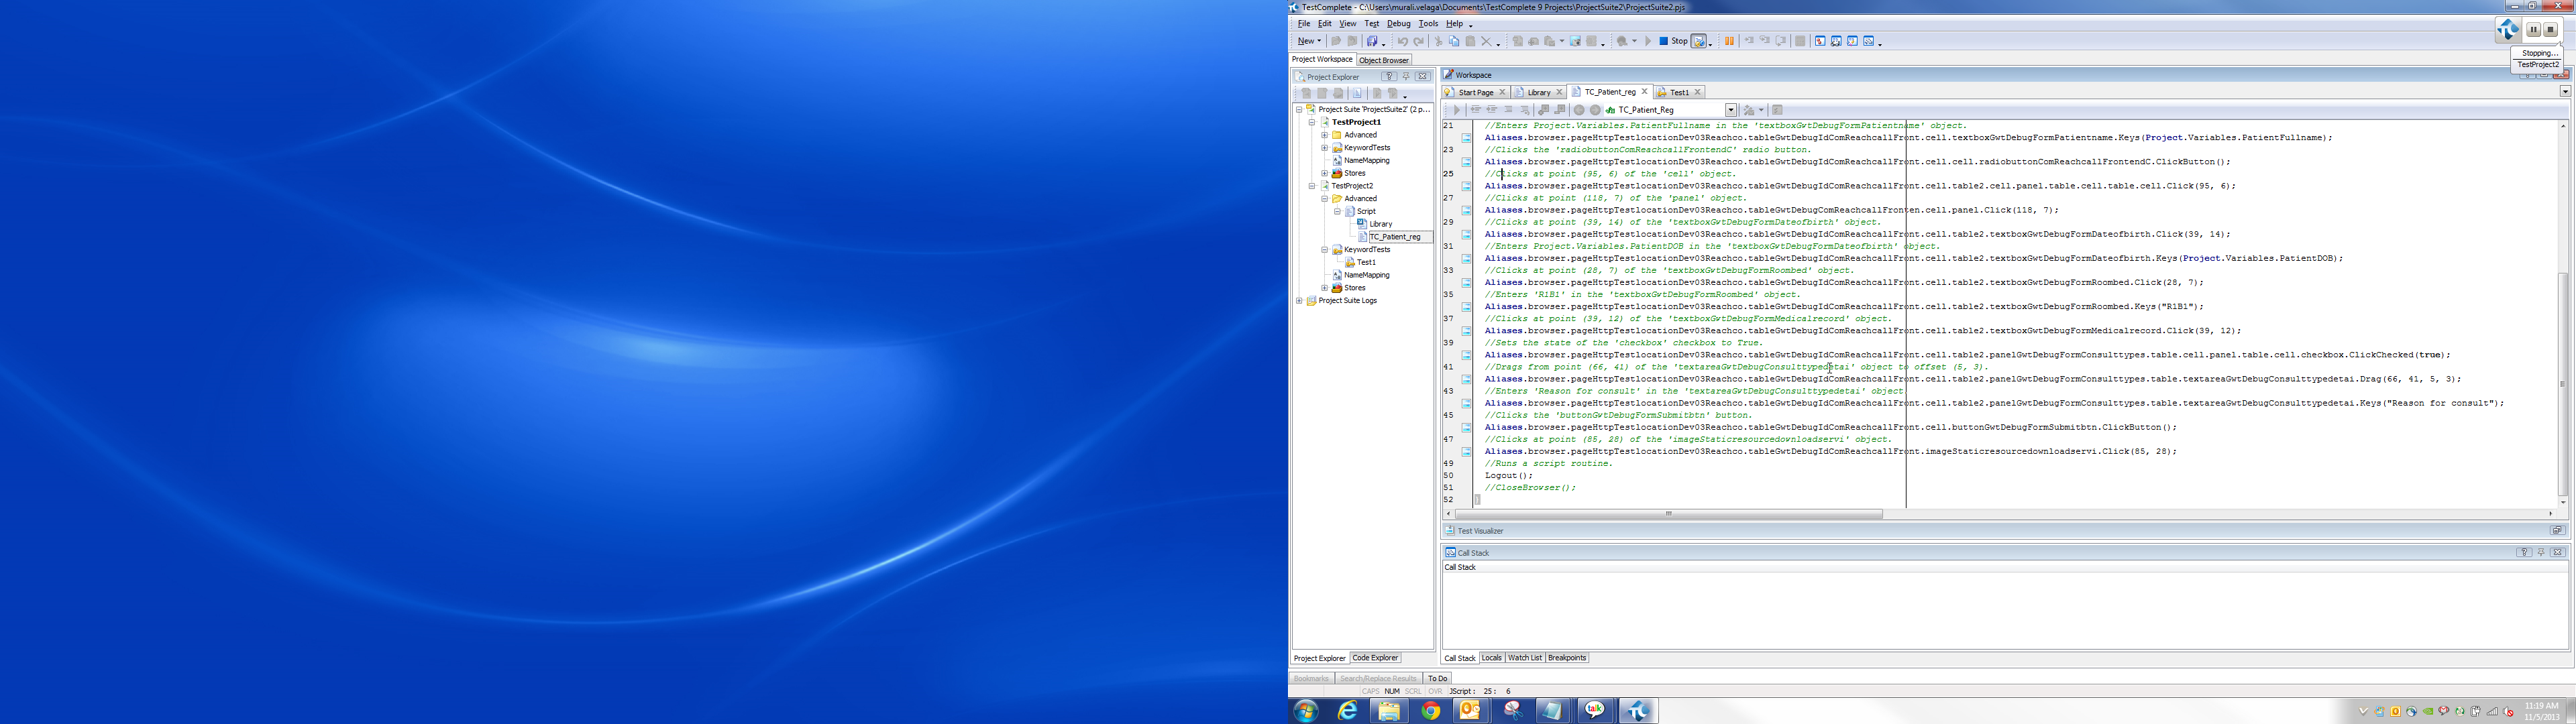 TestComplete - C:\Users\murali.velaga\Documents\TestComplete 9 Projects\ProjectSuite2\ProjectSuite2.pjs
File Edit View Test Debug Tools Help
New Stop
Stopping...
TestProject2
Project Workspace Object Browser
Project Explorer
Workspace
Start Page Library TC_Patient_reg Test1
TC_Patient_Reg
Project Suite 'ProjectSuite2' (2 p...
TestProject1
Advanced
KeywordTests
NameMapping
Stores
TestProject2
Advanced
Script
Library
TC_Patient_reg
KeywordTests
Test1
NameMapping
Stores
Project Suite Logs
21 //Enters Project.Variables.PatientFullname in the 'textboxGwtDebugFormPatientname' object.
Aliases.browser.pageHttpTestlocationDev03Reachco.tableGwtDebugIdComReachcallFront.cell.textboxGwtDebugFormPatientname.Keys(Project.Variables.PatientFullname);
23 //Clicks the 'radiobuttonComReachcallFrontendC' radio button.
Aliases.browser.pageHttpTestlocationDev03Reachco.tableGwtDebugIdComReachcallFront.cell.cell.radiobuttonComReachcallFrontendC.ClickButton();
25 //Clicks at point (95, 6) of the 'cell' object.
Aliases.browser.pageHttpTestlocationDev03Reachco.tableGwtDebugIdComReachcallFront.cell.table2.cell.panel.table.cell.table.cell.Click(95, 6);
27 //Clicks at point (118, 7) of the 'panel' object.
Aliases.browser.pageHttpTestlocationDev03Reachco.tableGwtDebugComReachcallFronten.cell.panel.Click(118, 7);
29 //Clicks at point (39, 14) of the 'textboxGwtDebugFormDateofbirth' object.
Aliases.browser.pageHttpTestlocationDev03Reachco.tableGwtDebugIdComReachcallFront.cell.table2.textboxGwtDebugFormDateofbirth.Click(39, 14);
31 //Enters Project.Variables.PatientDOB in the 'textboxGwtDebugFormDateofbirth' object.
Aliases.browser.pageHttpTestlocationDev03Reachco.tableGwtDebugIdComReachcallFront.cell.table2.textboxGwtDebugFormDateofbirth.Keys(Project.Variables.PatientDOB);
33 //Clicks at point (28, 7) of the 'textboxGwtDebugFormRoombed' object.
Aliases.browser.pageHttpTestlocationDev03Reachco.tableGwtDebugIdComReachcallFront.cell.table2.textboxGwtDebugFormRoombed.Click(28, 7);
35 //Enters 'R1B1' in the 'textboxGwtDebugFormRoombed' object.
Aliases.browser.pageHttpTestlocationDev03Reachco.tableGwtDebugIdComReachcallFront.cell.table2.textboxGwtDebugFormRoombed.Keys("R1B1");
37 //Clicks at point (39, 12) of the 'textboxGwtDebugFormMedicalrecord' object.
Aliases.browser.pageHttpTestlocationDev03Reachco.tableGwtDebugIdComReachcallFront.cell.table2.textboxGwtDebugFormMedicalrecord.Click(39, 12);
39 //Sets the state of the 'checkbox' checkbox to True.
Aliases.browser.pageHttpTestlocationDev03Reachco.tableGwtDebugIdComReachcallFront.cell.table2.panelGwtDebugFormConsulttypes.table.cell.panel.table.cell.checkbox.ClickChecked(true);
41 //Drags from point (66, 41) of the 'textareaGwtDebugConsulttypedetai' object to offset (5, 3).
Aliases.browser.pageHttpTestlocationDev03Reachco.tableGwtDebugIdComReachcallFront.cell.table2.panelGwtDebugFormConsulttypes.table.textareaGwtDebugConsulttypedetai.Drag(66, 41, 5, 3);
43 //Enters 'Reason for consult' in the 'textareaGwtDebugConsulttypedetai' object
Aliases.browser.pageHttpTestlocationDev03Reachco.tableGwtDebugIdComReachcallFront.cell.table2.panelGwtDebugFormConsulttypes.table.textareaGwtDebugConsulttypedetai.Keys("Reason for consult");
45 //Clicks the 'buttonGwtDebugFormSubmitbtn' button.
Aliases.browser.pageHttpTestlocationDev03Reachco.tableGwtDebugIdComReachcallFront.cell.buttonGwtDebugFormSubmitbtn.ClickButton();
47 //Clicks at point (85, 28) of the 'imageStaticresourcedownloadservi' object.
Aliases.browser.pageHttpTestlocationDev03Reachco.tableGwtDebugIdComReachcallFront.imageStaticresourcedownloadservi.Click(85, 28);
49 //Runs a script routine.
50 Logout();
51 //CloseBrowser();
52 }
Test Visualizer
Call Stack
Call Stack
Project Explorer Code Explorer
Call Stack Locals Watch List Breakpoints
Bookmarks Search/Replace Results To Do
CAPS NUM SCRL OVR JScript: 25: 6
talk
11:19 AM
11/5/2013